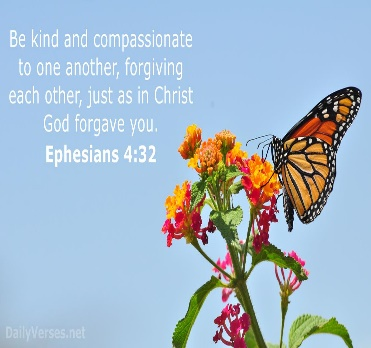 Be kind and compassionate
to one another, forgiving
each other, just as in Christ
God forgave you.
Ephesians 4:32
DailyVerses.net